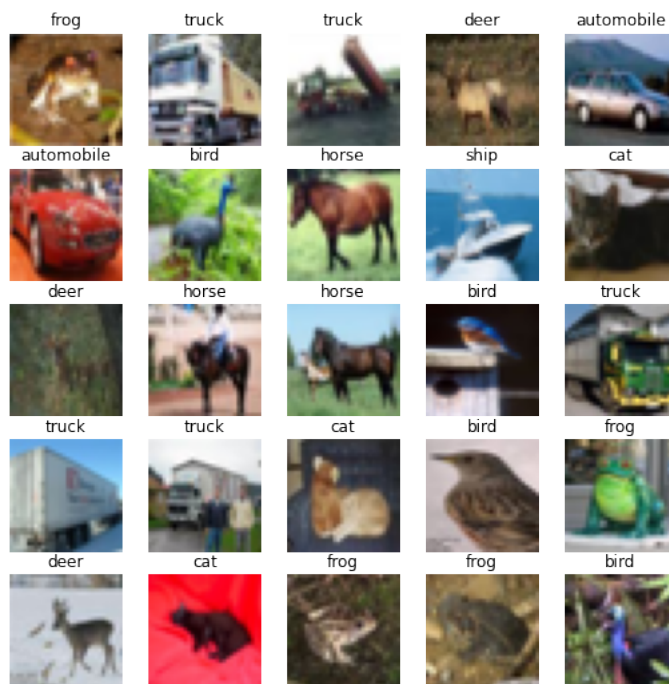 frog truck truck deer automobile
automobile bird horse ship cat
deer horse horse bird truck
truck truck cat bird frog
deer cat frog frog bird